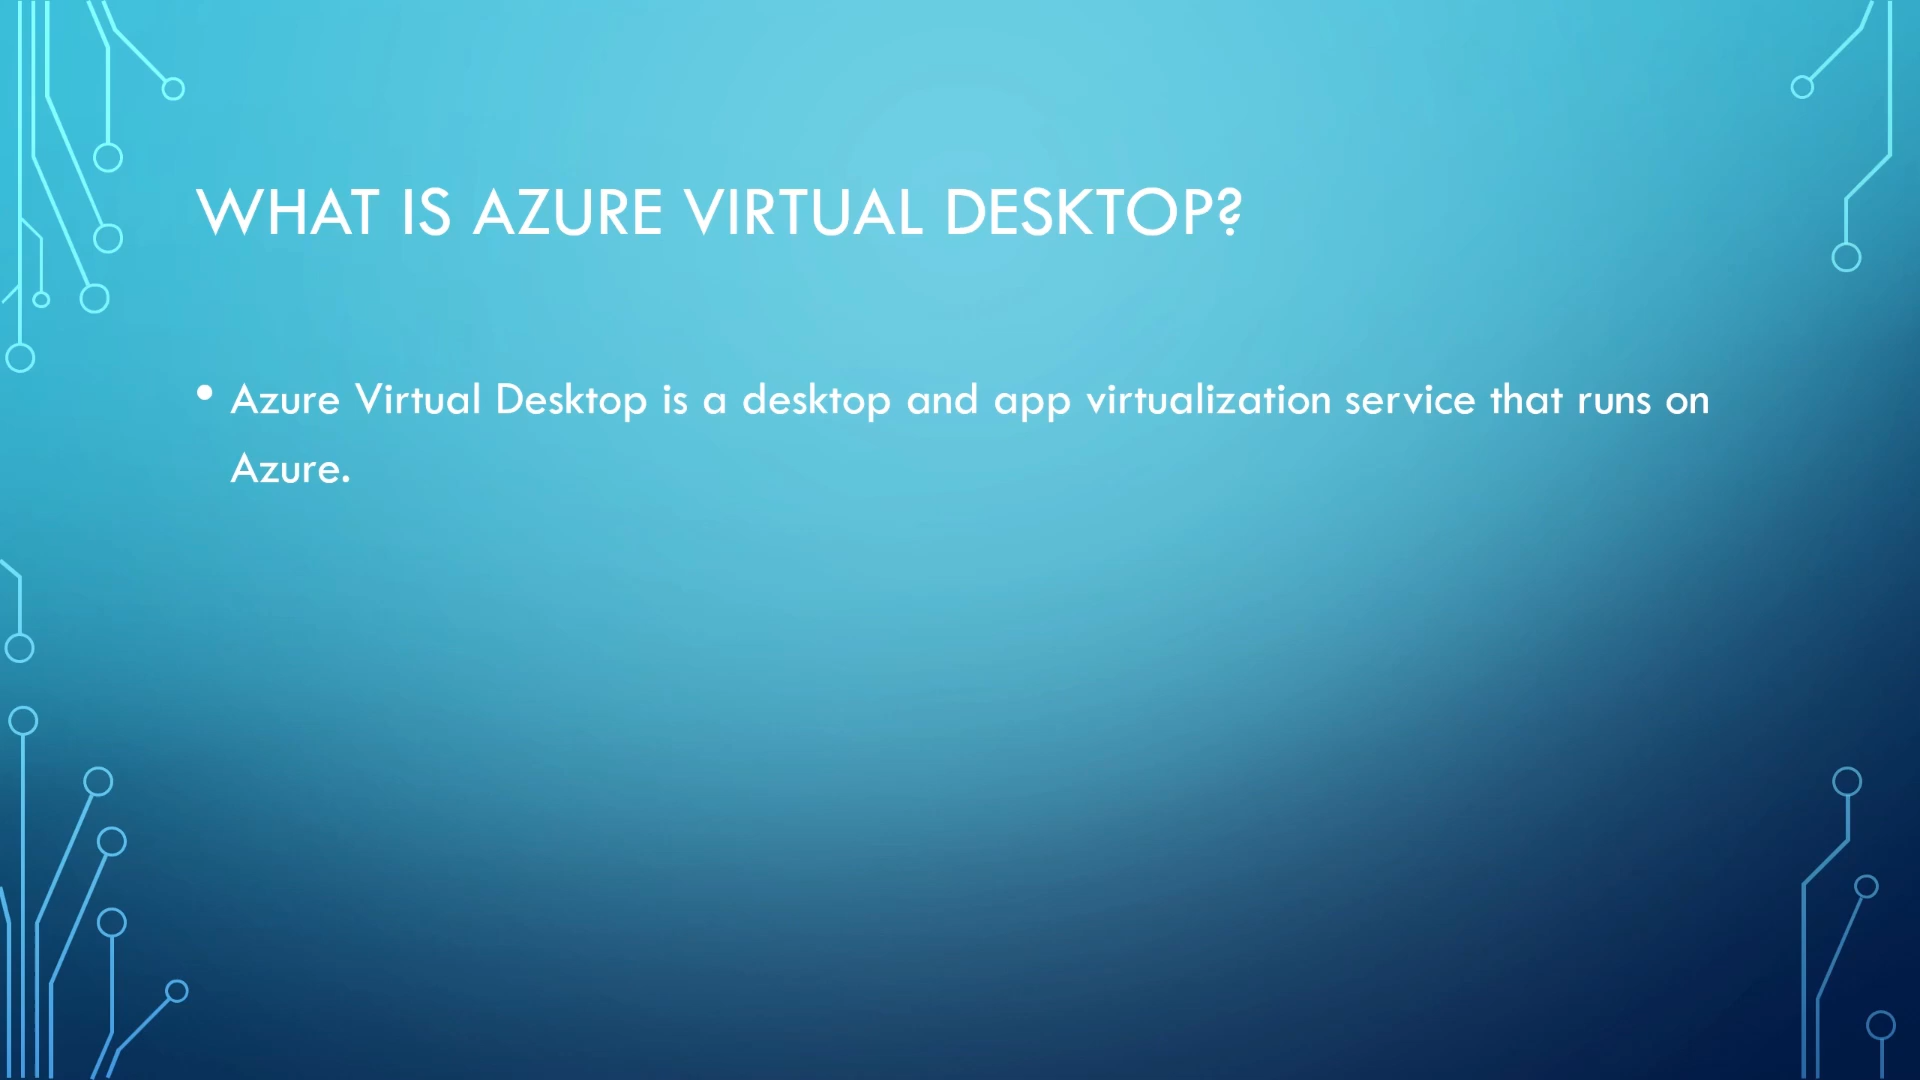 WHAT IS AZURE VIRTUAL DESKTOP?
• Azure Virtual Desktop is a desktop and app virtualization service that runs on
Azure.